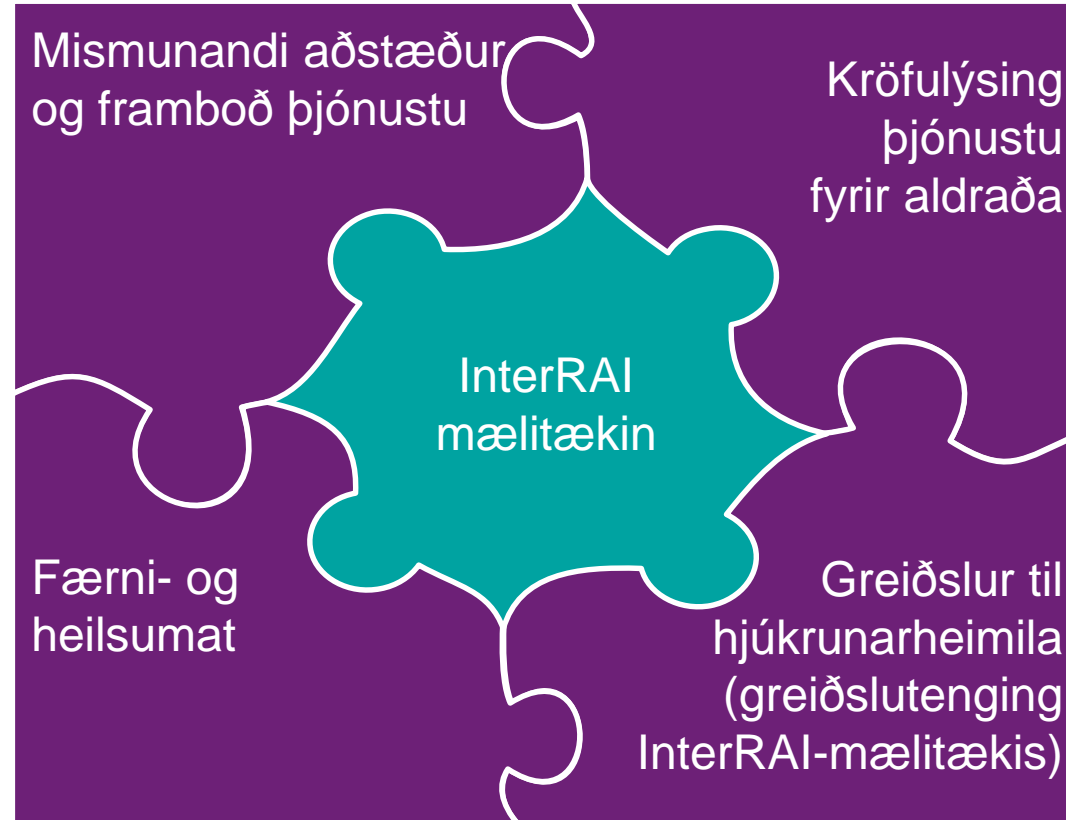 Mismunandi aðstæður
og framboð þjónustu
Kröfulýsing
þjónustu
fyrir aldraða
InterRAI
mælitækin
Færni- og
heilsumat
Greiðslur til
hjúkrunarheimila
(greiðslutenging
InterRAI-mælitækis)